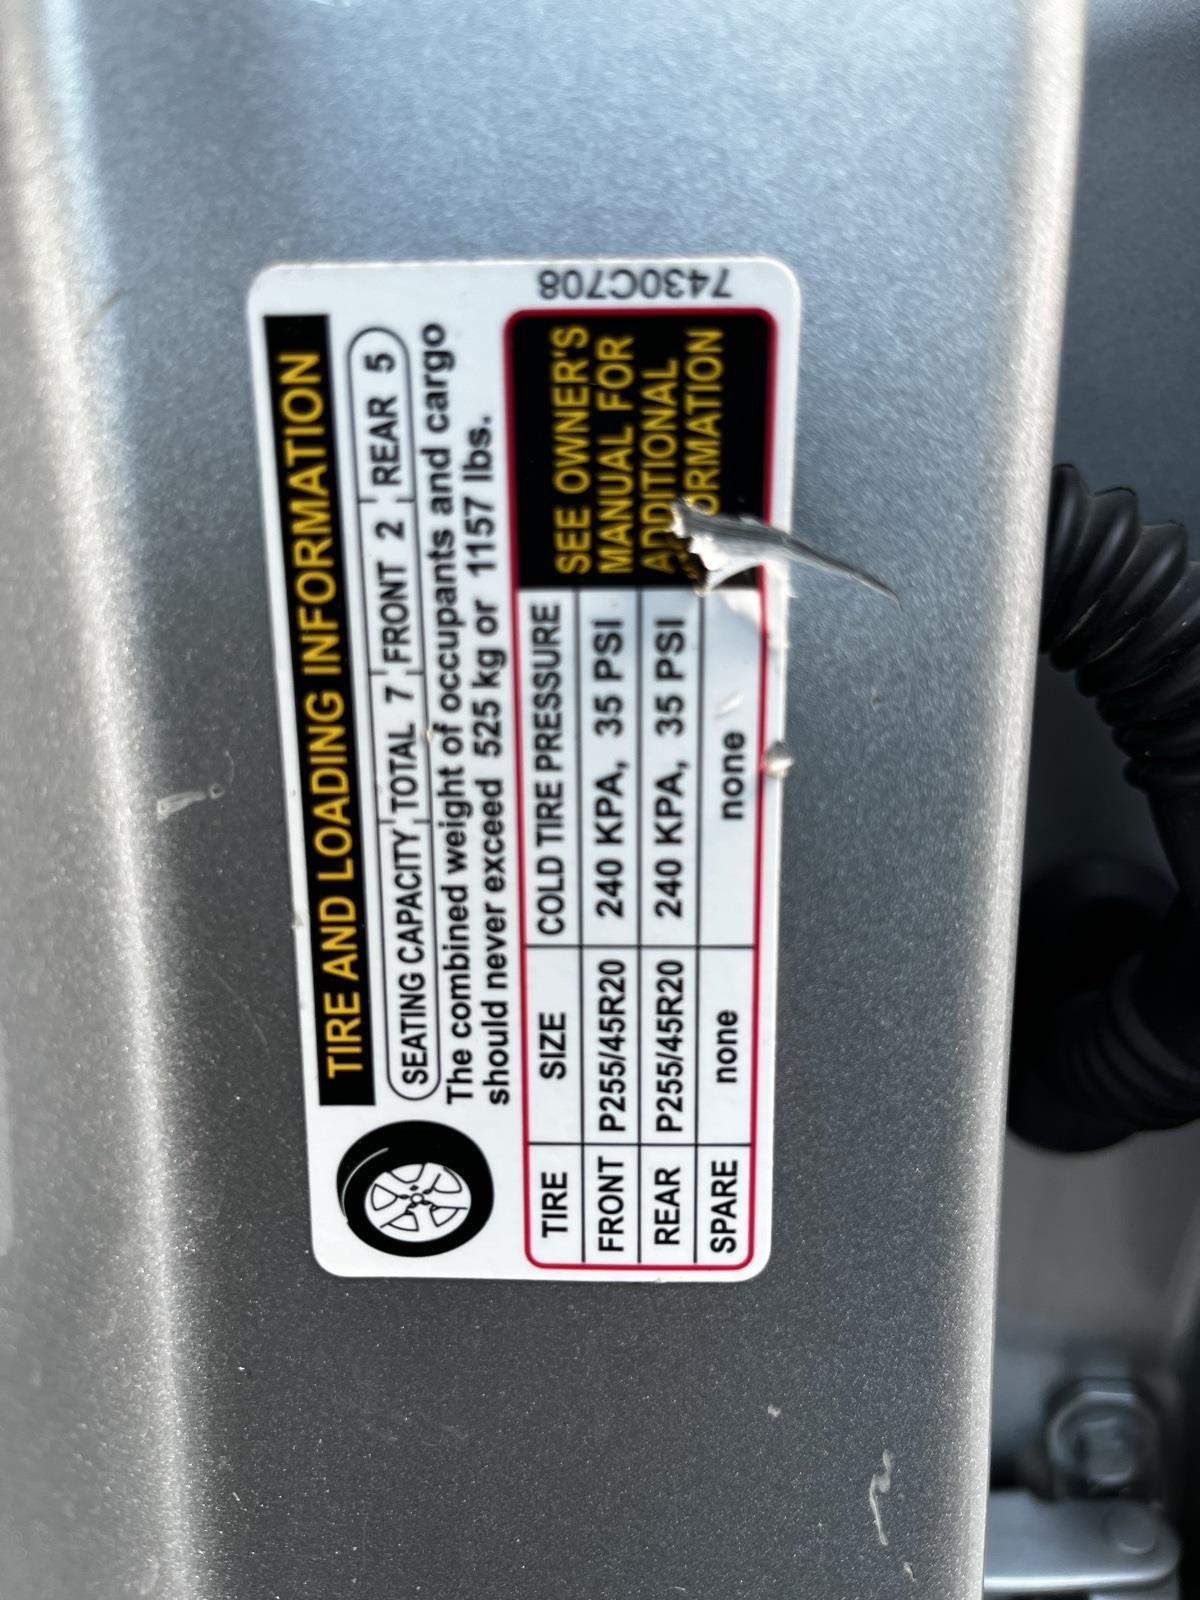 TIRE AND LOADING INFORMATION
SEATING CAPACITY TOTAL 7 FRONT 2 REAR 5
The combined weight of occupants and cargo
should never exceed 525 kg or 1157 lbs.
TIRE SIZE COLD TIRE PRESSURE
FRONT P255/45R20 240 KPA, 35 PSI
REAR P255/45R20 240 KPA, 35 PSI
SPARE none none
SEE OWNER'S
MANUAL FOR
ADDITIONAL
ORMATION
7430C708